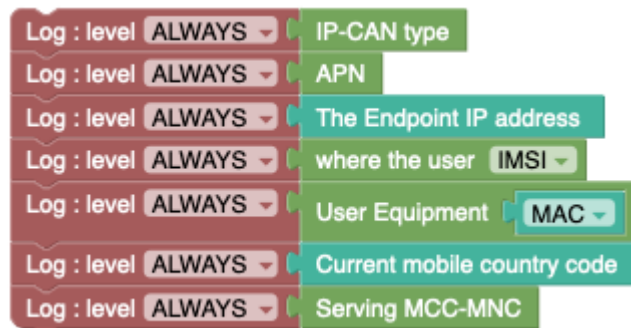 Log : level ALWAYS IP-CAN type
Log : level ALWAYS APN
Log : level ALWAYS The Endpoint IP address
Log : level ALWAYS where the user IMSI
Log : level ALWAYS User Equipment MAC
Log : level ALWAYS Current mobile country code
Log : level ALWAYS Serving MCC-MNC